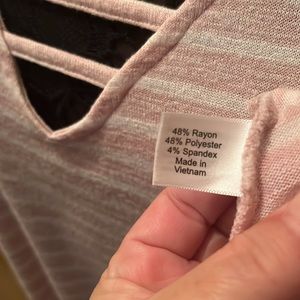 48% Rayon
48% Polyester
4% Spandex
Made in
Vietnam